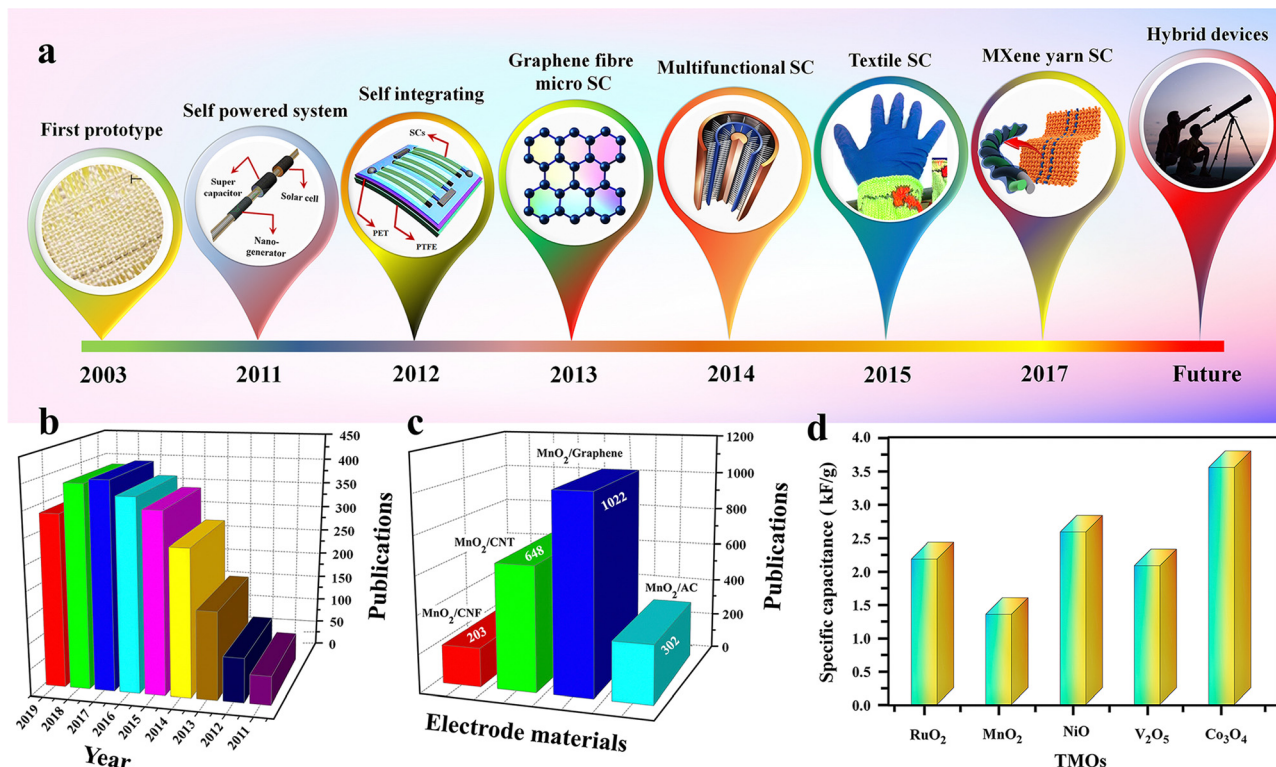 a
First prototype
Self powered system
Self integrating
Graphene fibre
micro SC
Multifunctional SC
Textile SC
MXene yarn SC
Hybrid devices
Super
capacitor
Solar cell
Nano-
generator
SCs
PET
PTFE
2003
2011
2012
2013
2014
2015
2017
Future
b
450
400
350
300
250
200
150
100
50
0
Publications
2019
2018
2017
2016
2015
2014
2013
2012
2011
Year
c
1200
1000
800
600
400
200
0
Publications
MnO₂/CNF
203
MnO₂/CNT
648
MnO₂/Graphene
1022
MnO₂/AC
302
Electrode materials
d
Specific capacitance ( kF/g)
4.0
3.5
3.0
2.5
2.0
1.5
1.0
0.5
0.0
RuO₂
MnO₂
NiO
V₂O₅
Co₃O₄
TMOs